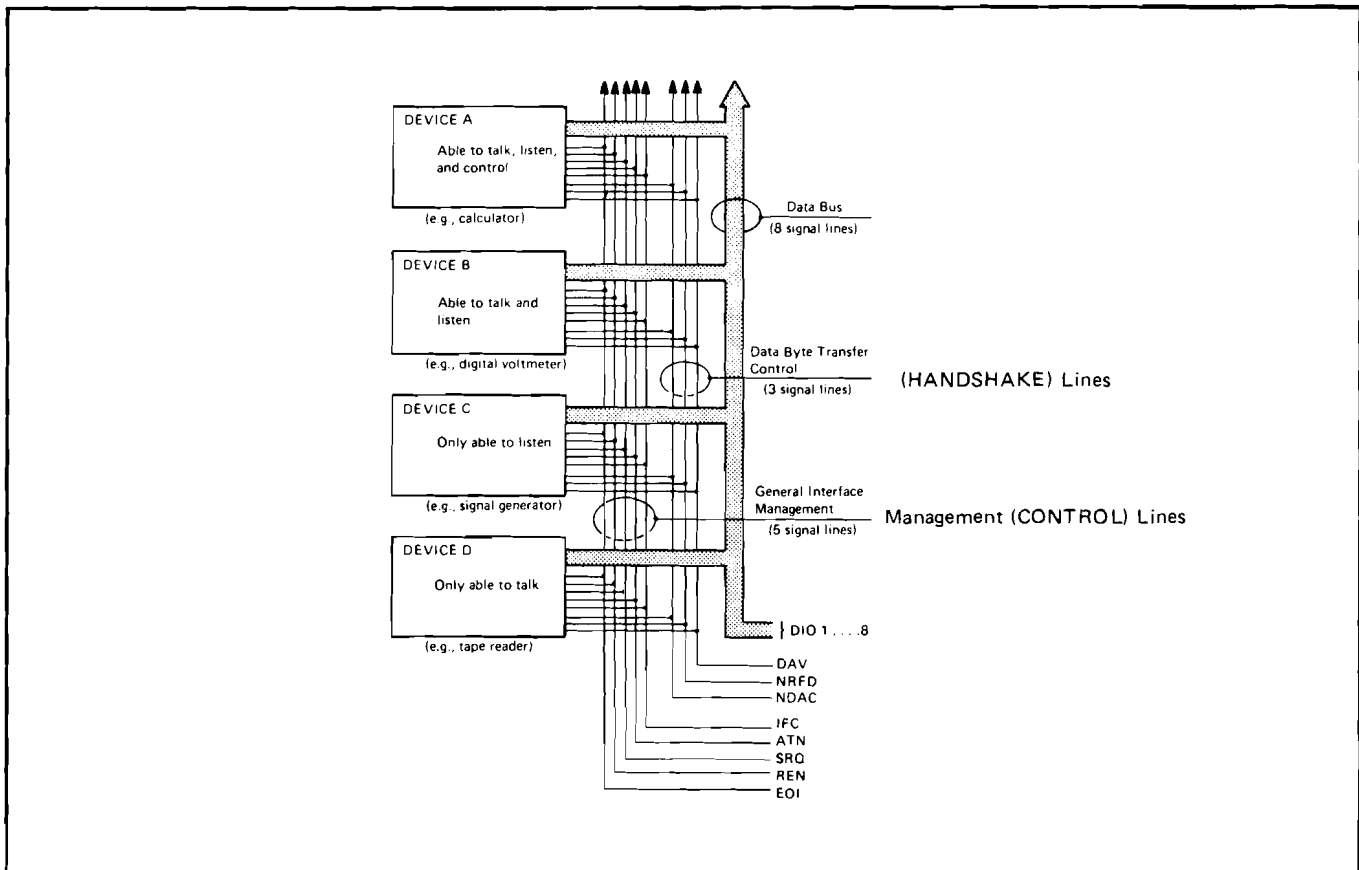 DEVICE A
Able to talk, listen,
and control
(e.g., calculator)
Data Bus
(8 signal lines)
DEVICE B
Able to talk and
listen
(e.g., digital voltmeter)
Data Byte Transfer
Control
(3 signal lines)
(HANDSHAKE) Lines
DEVICE C
Only able to listen
(e.g., signal generator)
General Interface
Management
(5 signal lines)
Management (CONTROL) Lines
DEVICE D
Only able to talk
(e.g., tape reader)
} DIO 1 . . . . 8
DAV
NRFD
NDAC
IFC
ATN
SRQ
REN
EOI